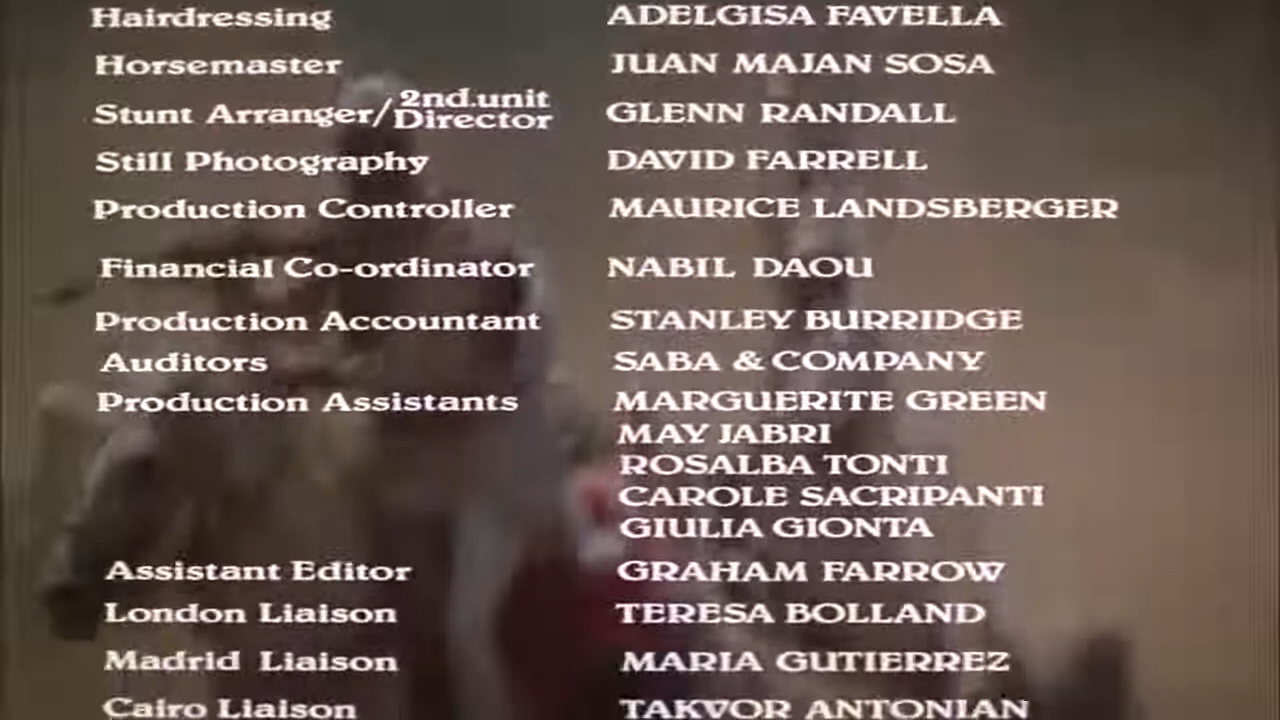 Hairdressing ADELGISA FAVELLA
Horsemaster JUAN MAJAN SOSA
Stunt Arranger/2nd.unit Director GLENN RANDALL
Still Photography DAVID FARRELL
Production Controller MAURICE LANDSBERGER
Financial Co-ordinator NABIL DAOU
Production Accountant STANLEY BURRIDGE
Auditors SABA & COMPANY
Production Assistants MARGUERITE GREEN
MAY JABRI
ROSALBA TONTI
CAROLE SACRIPANTI
GIULIA GIONTA
Assistant Editor GRAHAM FARROW
London Liaison TERESA BOLLAND
Madrid Liaison MARIA GUTIERREZ
Cairo Liaison TAKVOR ANTONIAN